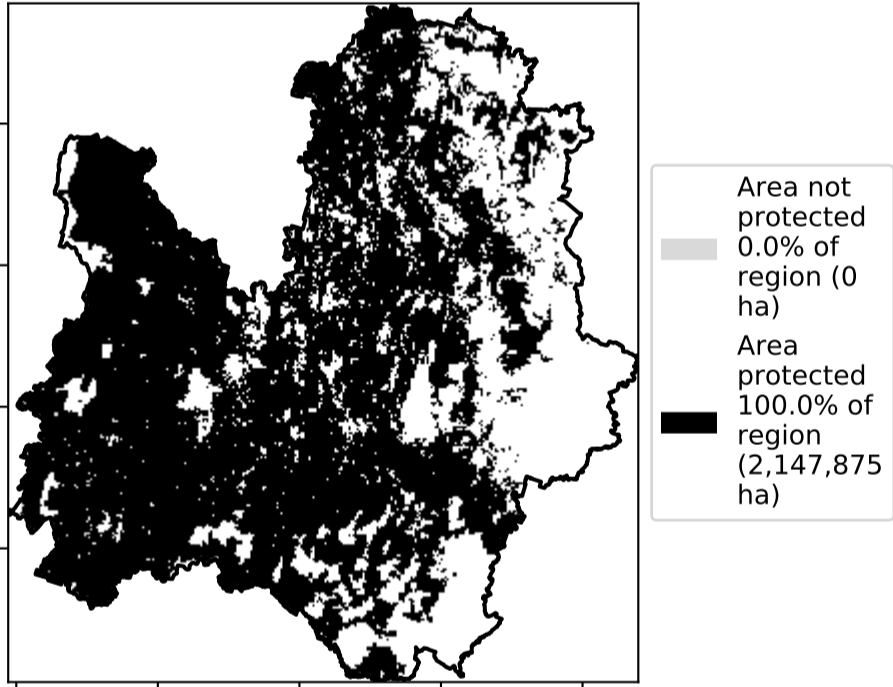 Area not
protected
0.0% of
region (0
ha)
Area
protected
100.0% of
region
(2,147,875
ha)